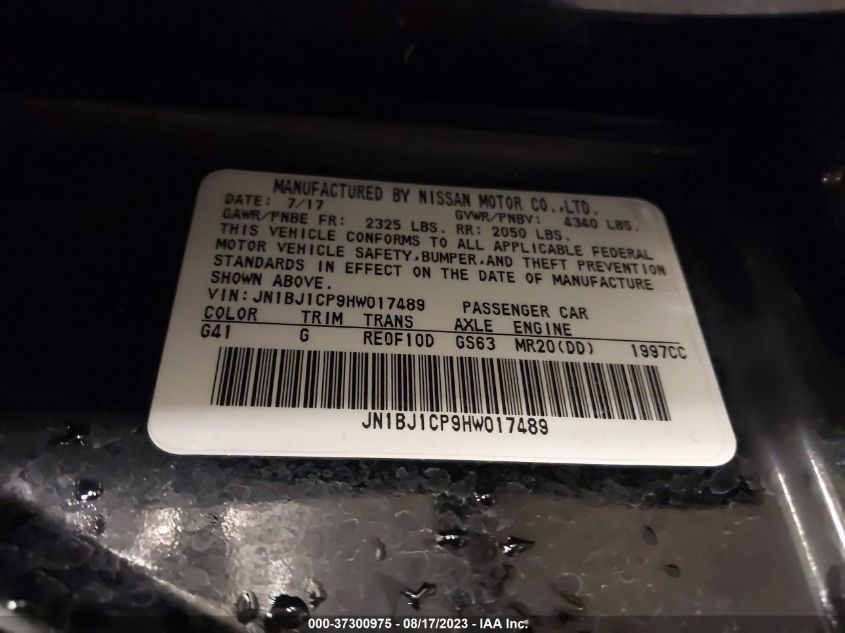 MANUFACTURED BY NISSAN MOTOR CO.,LTD.
DATE: 7/17 GVWR/PNBV: 4340 LBS.
GAWR/PNBE FR: 2325 LBS. RR: 2050 LBS.
THIS VEHICLE CONFORMS TO ALL APPLICABLE FEDERAL
MOTOR VEHICLE SAFETY,BUMPER,AND THEFT PREVENTION
STANDARDS IN EFFECT ON THE DATE OF MANUFACTURE
SHOWN ABOVE.
VIN:JN1BJ1CP9HW017489 PASSENGER CAR
COLOR TRIM TRANS AXLE ENGINE
G41 G RE0F10D GS63 MR20(DD) 1997CC
JN1BJ1CP9HW017489
000-37300975 - 08/17/2023 - IAA Inc.